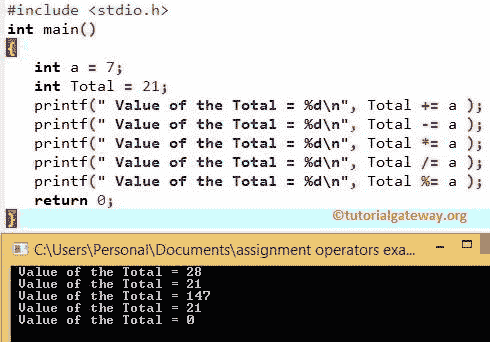 #include <stdio.h>
int main()
{
int a = 7;
int Total = 21;
printf(" Value of the Total = %d\n", Total += a );
printf(" Value of the Total = %d\n", Total -= a );
printf(" Value of the Total = %d\n", Total *= a );
printf(" Value of the Total = %d\n", Total /= a );
printf(" Value of the Total = %d\n", Total %= a );
return 0;
}
©tutorialgateway.org
C:\Users\Personal\Documents\assignment operators exa...
Value of the Total = 28
Value of the Total = 21
Value of the Total = 147
Value of the Total = 21
Value of the Total = 0